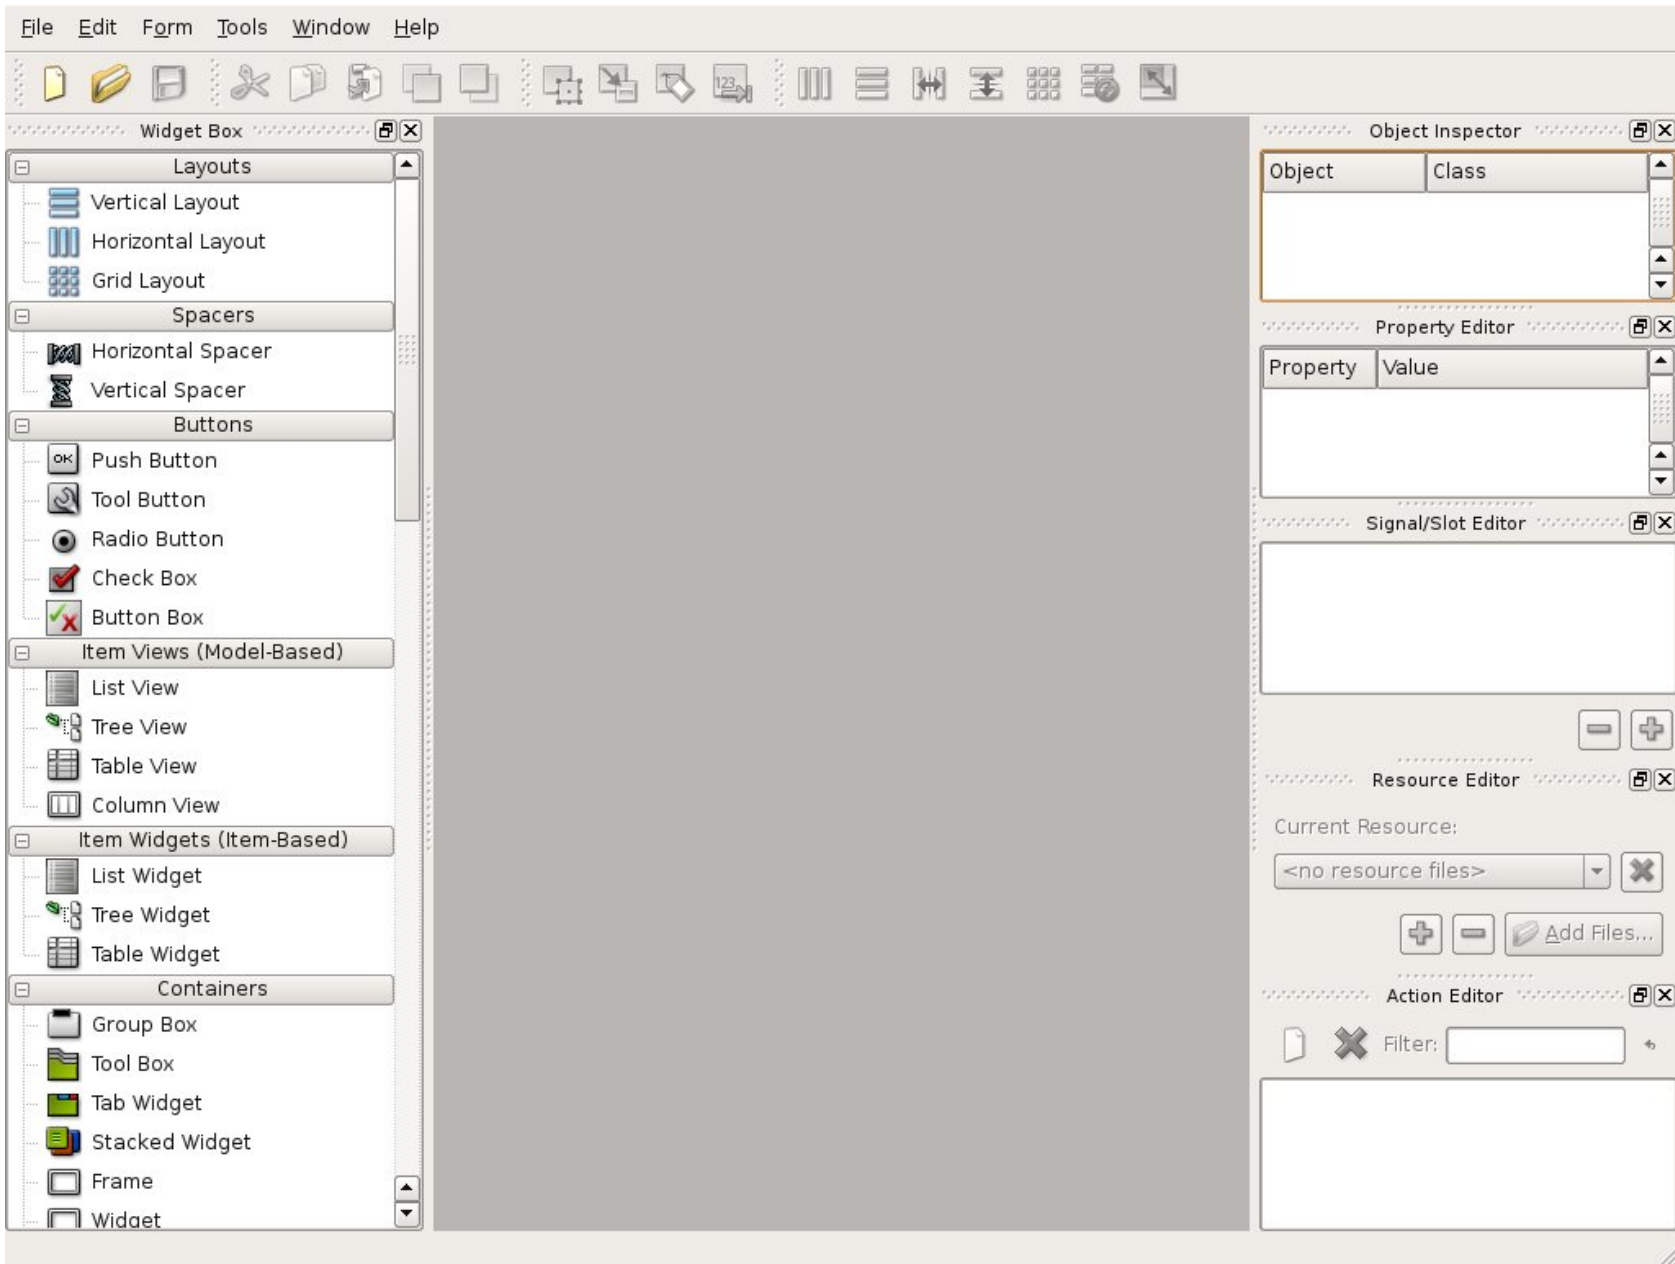 File Edit Form Tools Window Help
123
Widget Box
Layouts
Vertical Layout
Horizontal Layout
Grid Layout
Spacers
Horizontal Spacer
Vertical Spacer
Buttons
OK Push Button
Tool Button
Radio Button
Check Box
Button Box
Item Views (Model-Based)
List View
Tree View
Table View
Column View
Item Widgets (Item-Based)
List Widget
Tree Widget
Table Widget
Containers
Group Box
Tool Box
Tab Widget
Stacked Widget
Frame
Widget
Object Inspector
Object Class
Property Editor
Property Value
Signal/Slot Editor
Resource Editor
Current Resource:
<no resource files>
Add Files...
Action Editor
Filter: